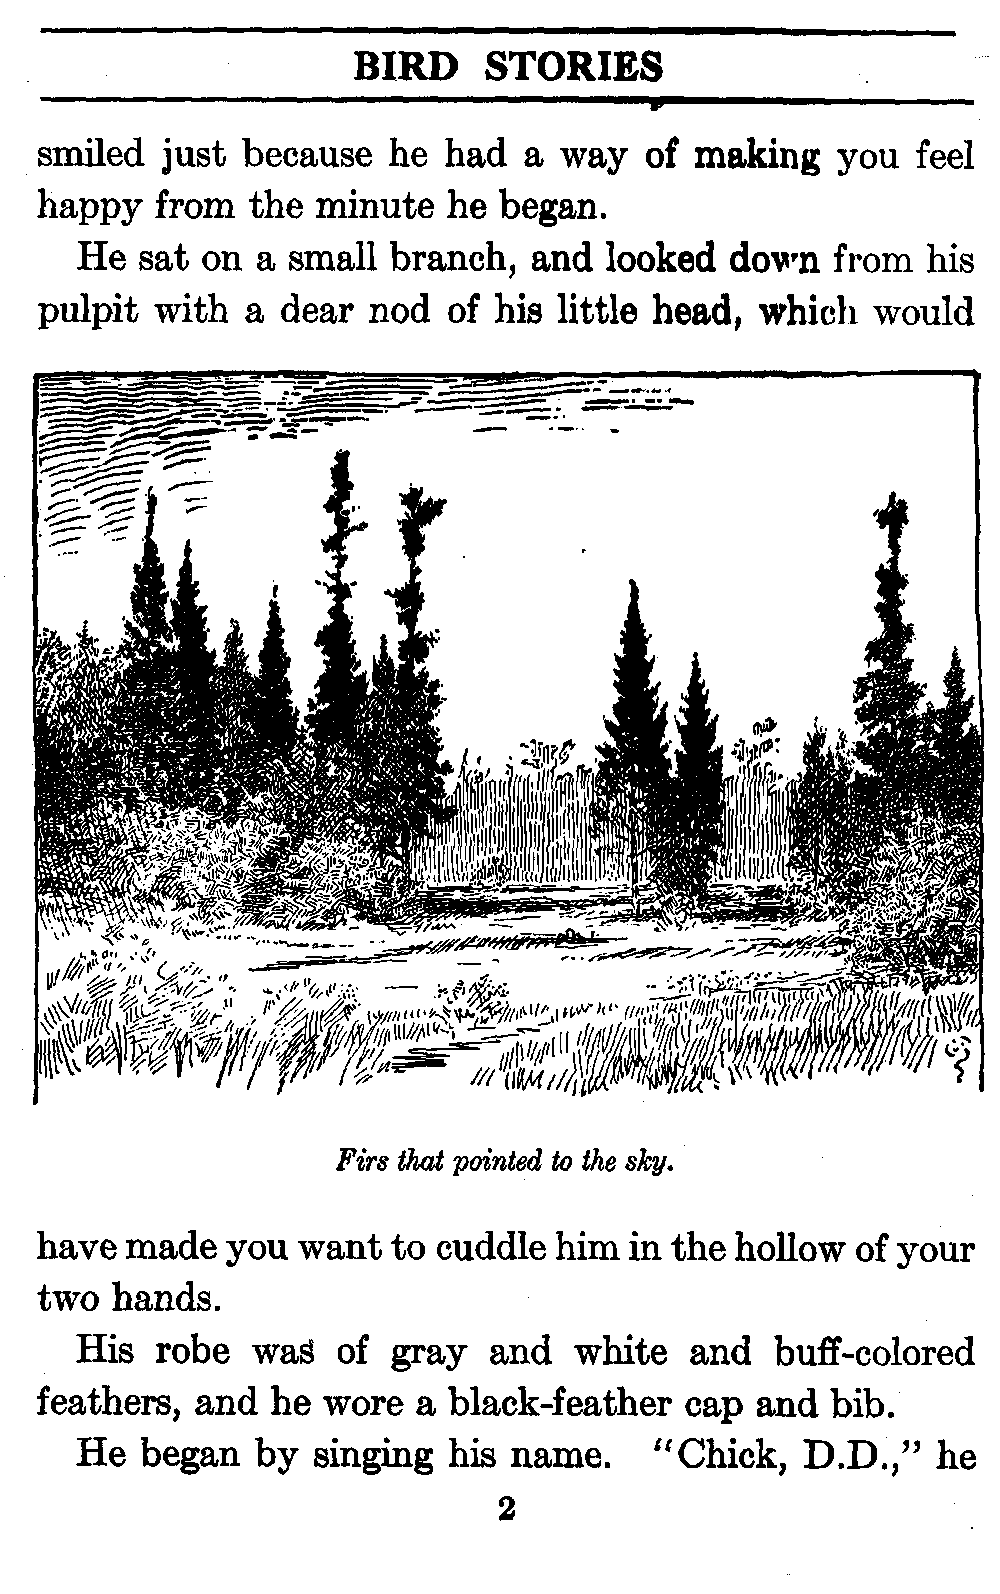 BIRD STORIES
smiled just because he had a way of making you feel
happy from the minute he began.
He sat on a small branch, and looked down from his
pulpit with a dear nod of his little head, which would
Firs that pointed to the sky.
have made you want to cuddle him in the hollow of your
two hands.
His robe was of gray and white and buff-colored
feathers, and he wore a black-feather cap and bib.
He began by singing his name. “Chick, D.D.,” he
2